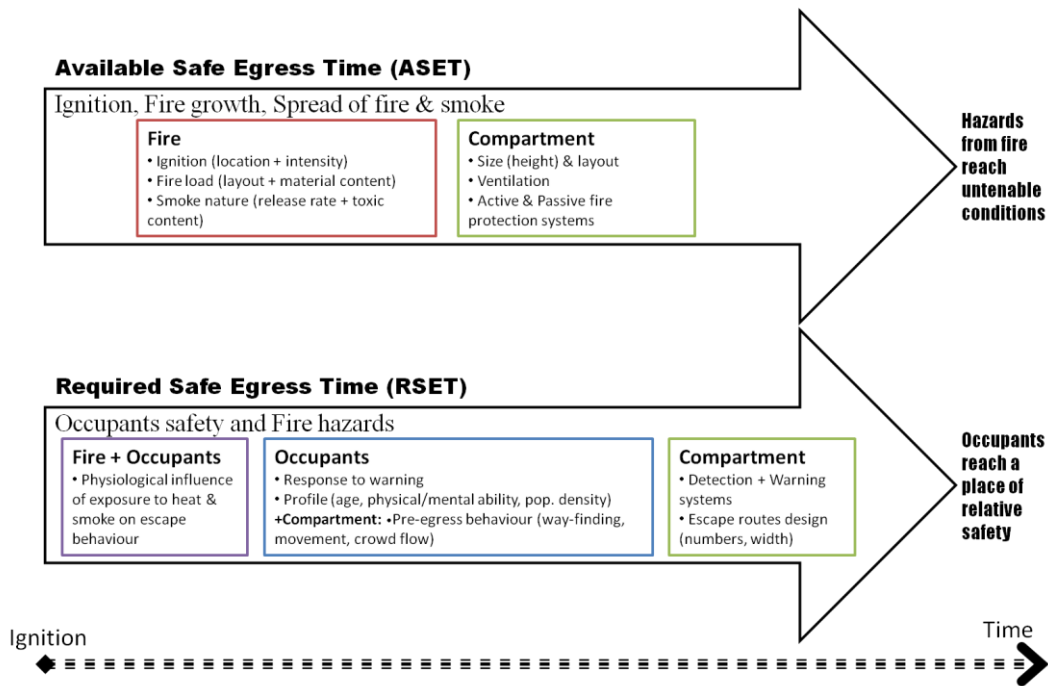 Available Safe Egress Time (ASET)
Ignition, Fire growth, Spread of fire & smoke
Fire
• Ignition (location + intensity)
• Fire load (layout + material content)
• Smoke nature (release rate + toxic
content)
Compartment
• Size (height) & layout
• Ventilation
• Active & Passive fire
protection systems
Hazards
from fire
reach
untenable
conditions
Required Safe Egress Time (RSET)
Occupants safety and Fire hazards
Fire + Occupants
• Physiological influence
of exposure to heat &
smoke on escape
behaviour
Occupants
• Response to warning
• Profile (age, physical/mental ability, pop. density)
+Compartment: •Pre-egress behaviour (way-finding,
movement, crowd flow)
Compartment
• Detection + Warning
systems
• Escape routes design
(numbers, width)
Occupants
reach a
place of
relative
safety
Ignition
Time